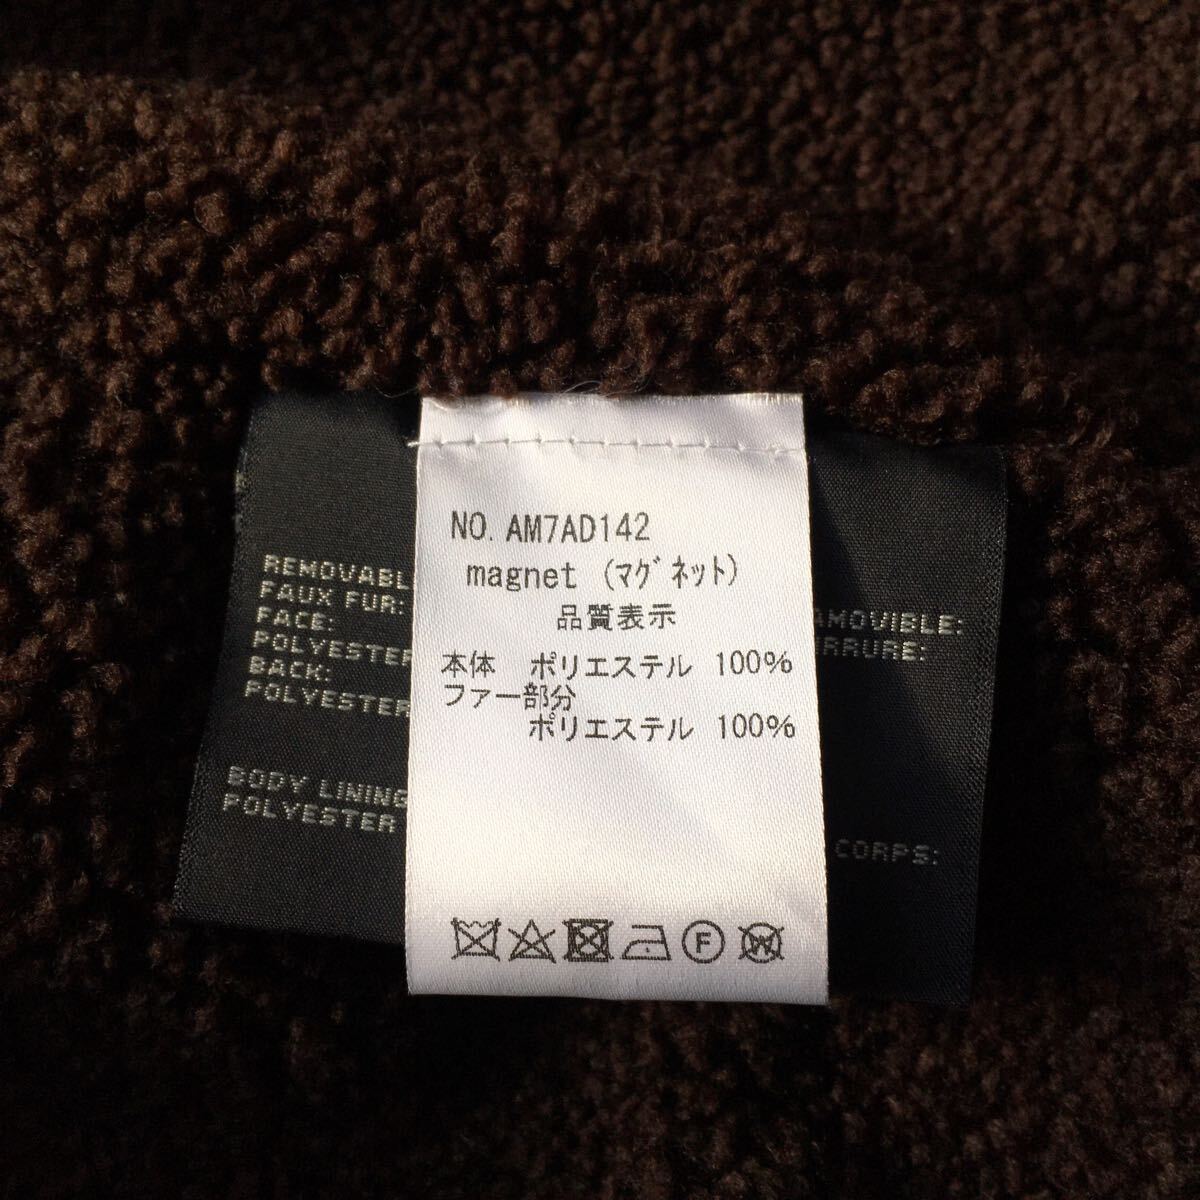 NO. AM7AD142
magnet (ﾏｸﾞﾈｯﾄ)
品質表示
本体 ポリエステル 100%
ファー部分
ポリエステル 100%
F
W
REMOVABL
FAUX FUR:
FACE:
POLYESTER
BACK:
POLYESTER
BODY LINING
POLYESTER
AMOVIBLE:
RRURE:
CORPS: